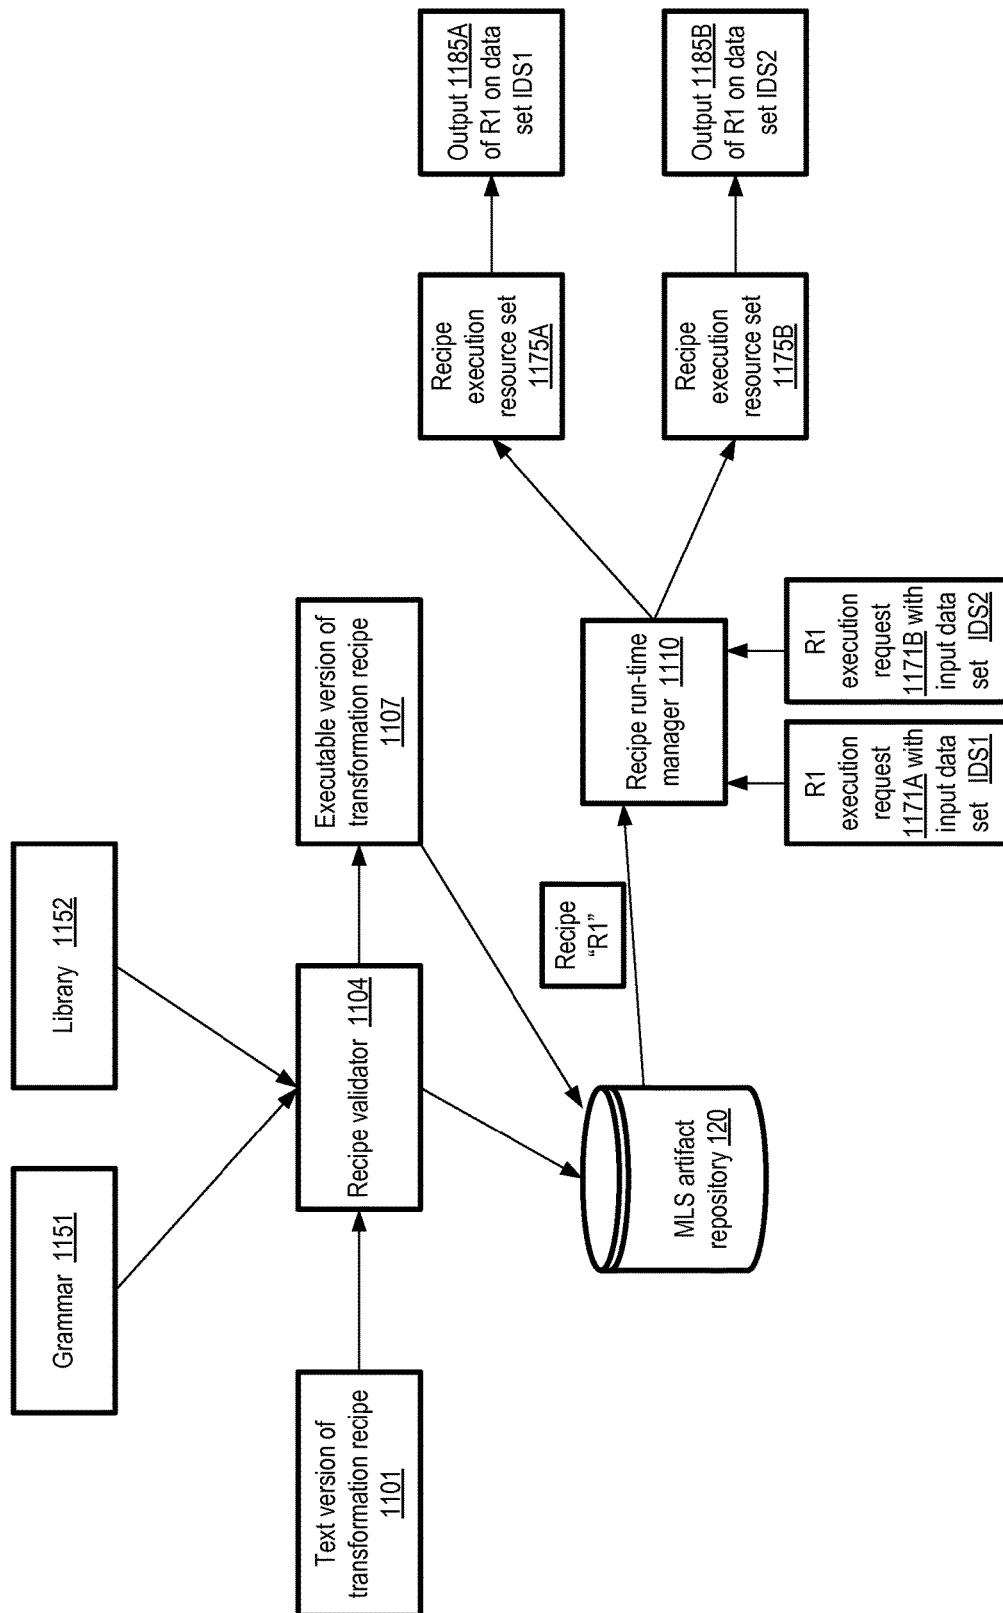 Grammar 1151
Library 1152
Text version of
transformation recipe
1101
Recipe validator 1104
Executable version of
transformation recipe
1107
MLS artifact
repository 120
Recipe
“R1”
Recipe run-time
manager 1110
R1
execution
request
1171A with
input data
set IDS1
R1
execution
request
1171B with
input data
set IDS2
Recipe
execution
resource set
1175A
Output 1185A
of R1 on data
set IDS1
Recipe
execution
resource set
1175B
Output 1185B
of R1 on data
set IDS2